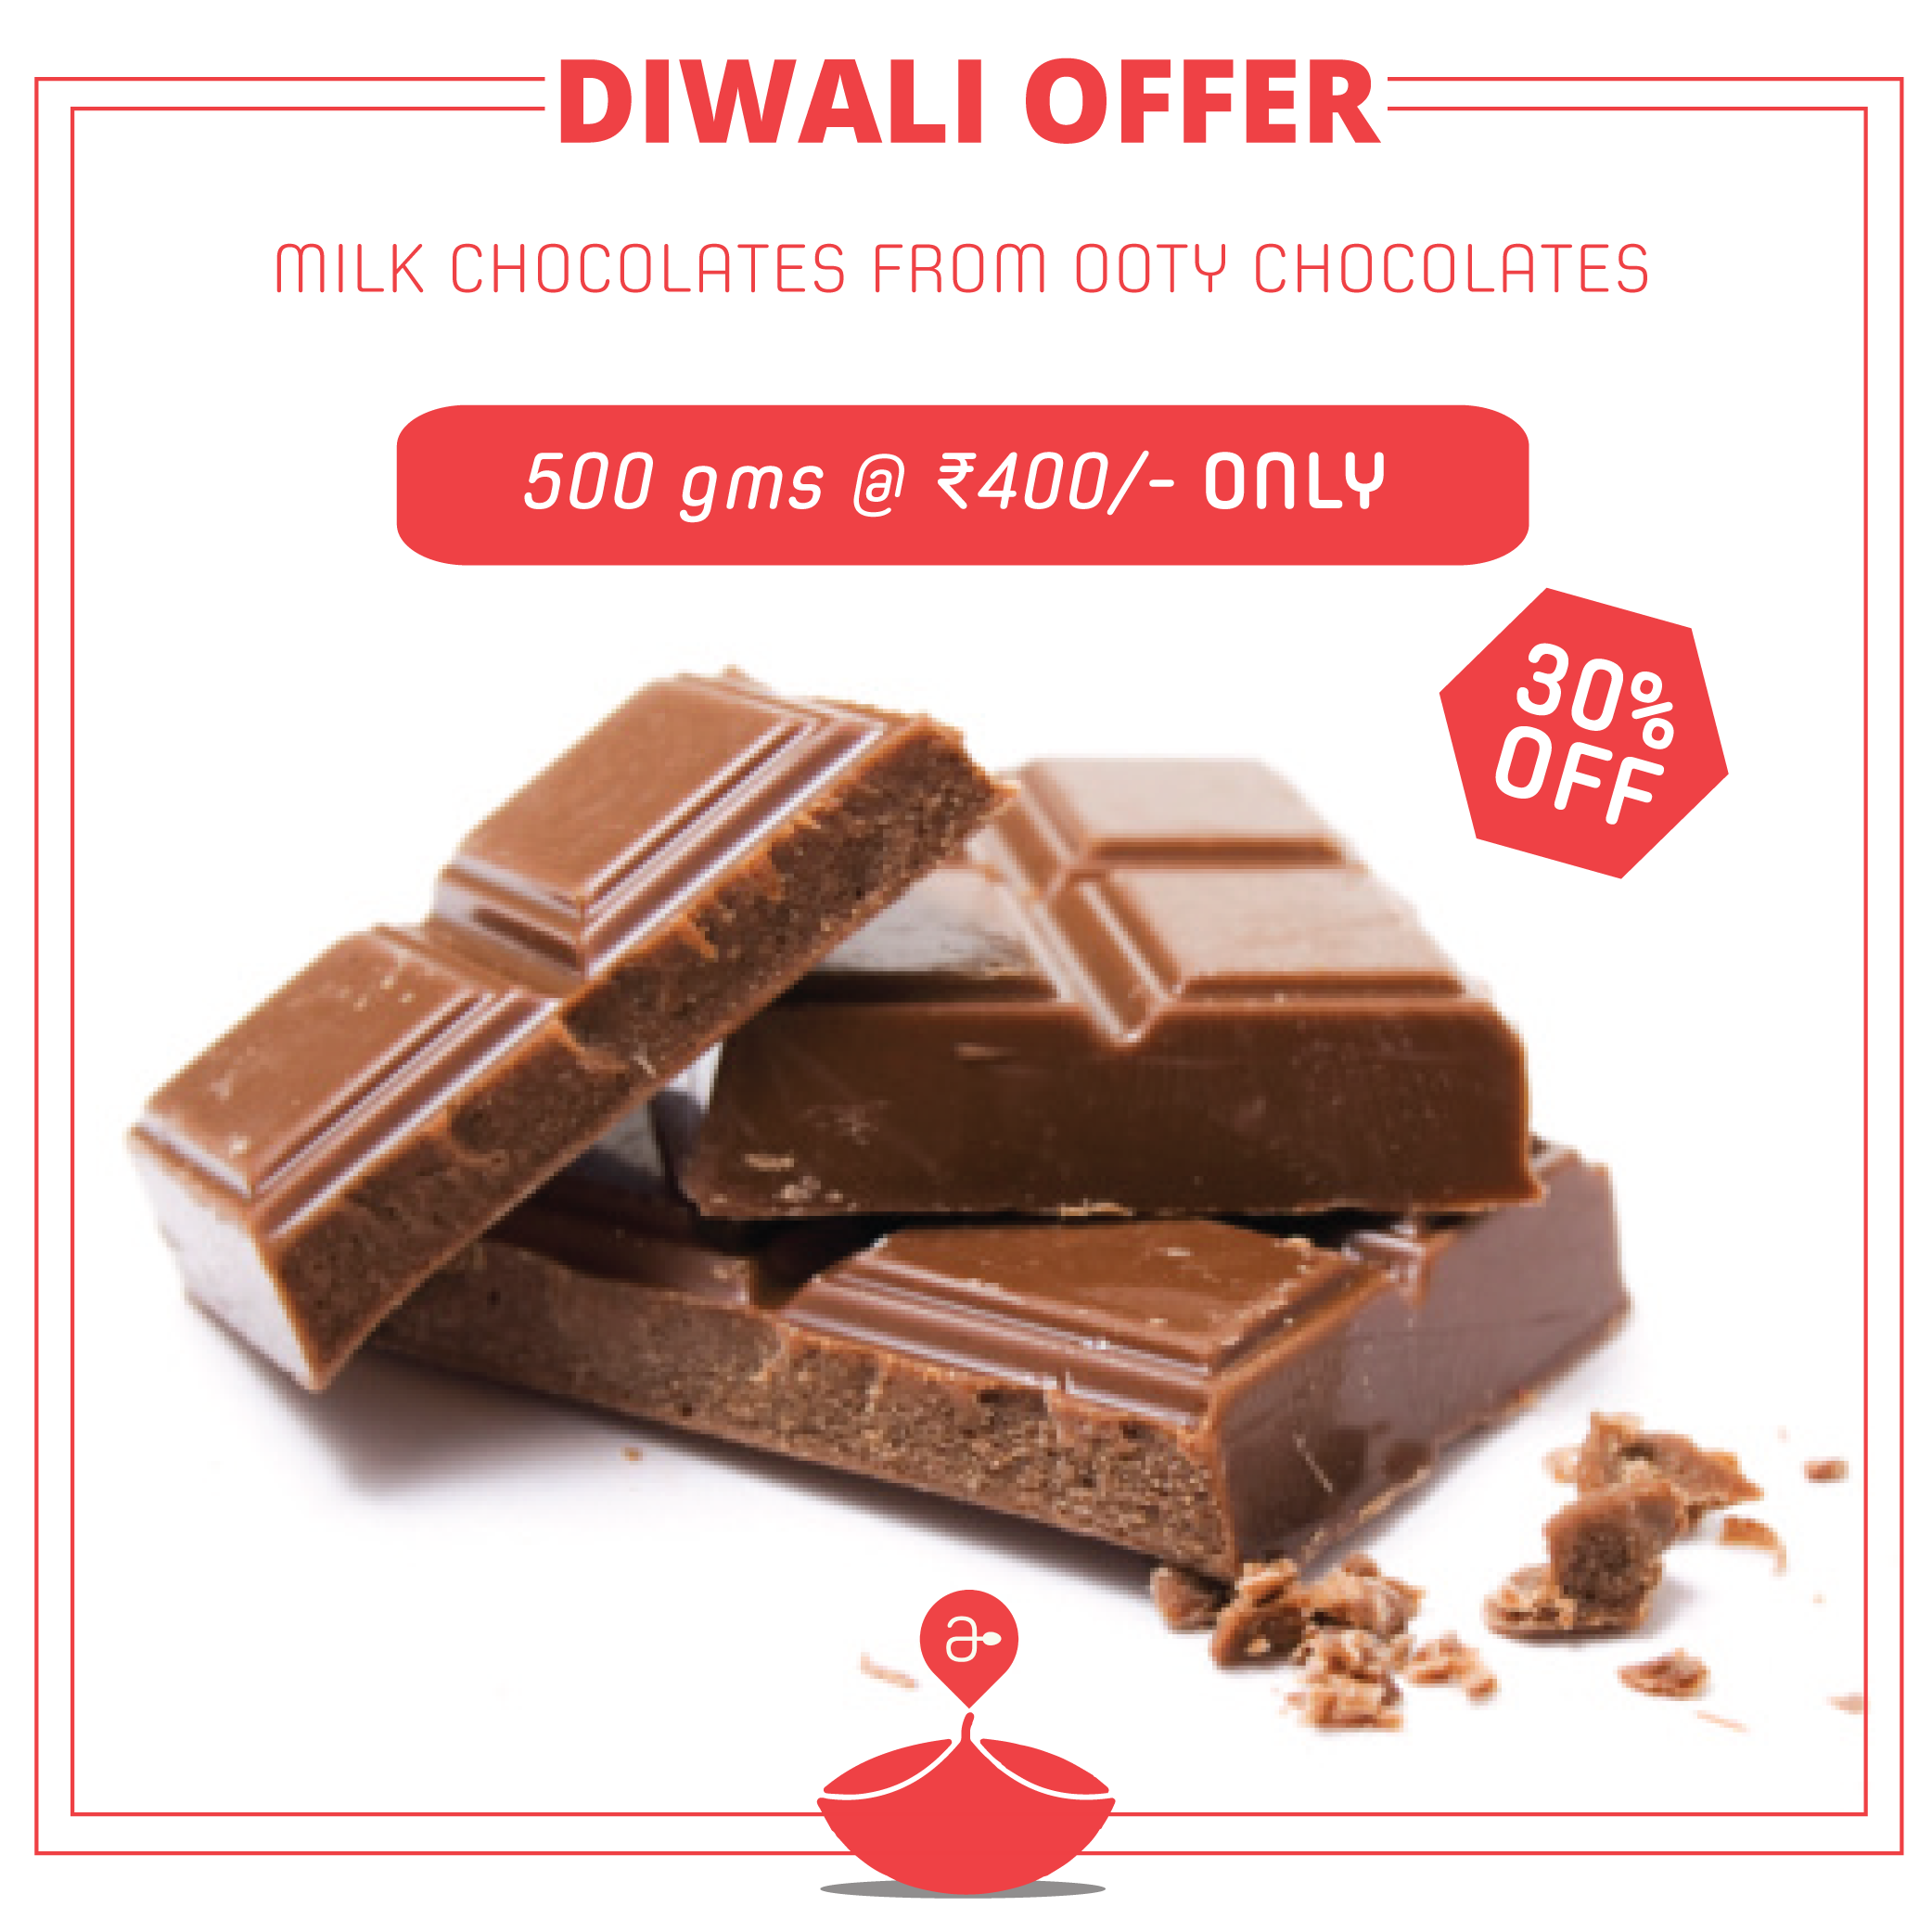 DIWALI OFFER
MILK CHOCOLATES FROM OOTY CHOCOLATES
500 gms @ ₹400/- ONLY
30%
OFF
a